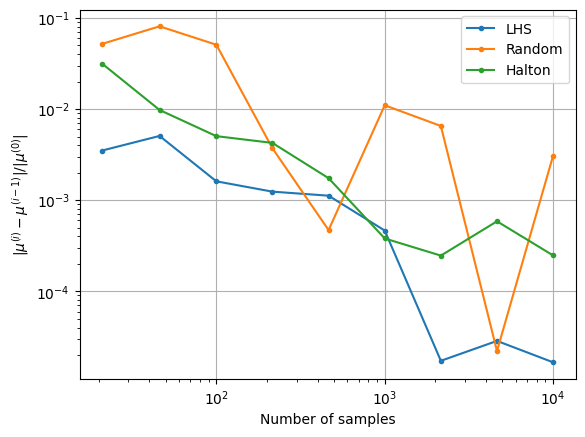 10⁻¹
10⁻²
10⁻³
10⁻⁴
|μ⁽ⁱ⁾ − μ⁽ⁱ⁻¹⁾|/|μ⁽⁰⁾|
LHS
Random
Halton
10² 10³ 10⁴
Number of samples